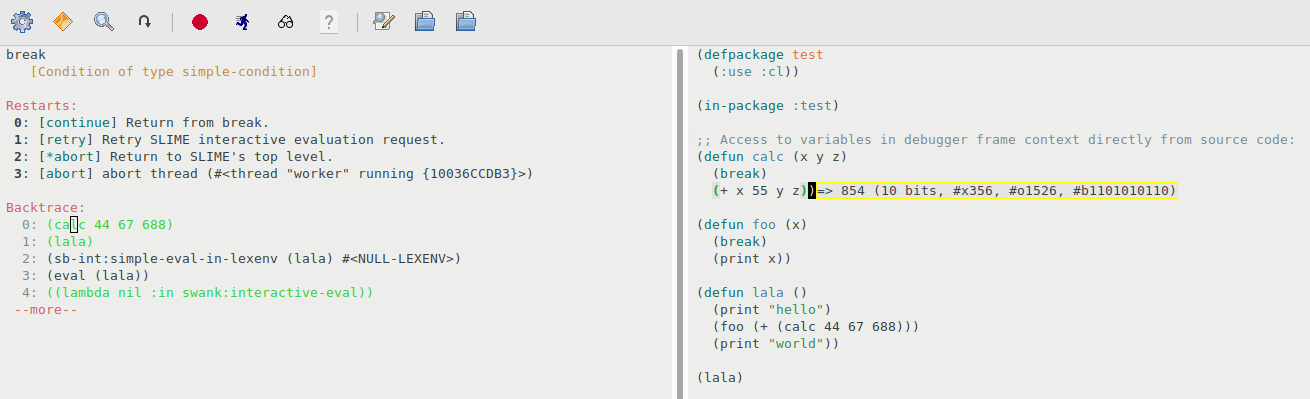 break
[Condition of type simple-condition]
Restarts:
0: [continue] Return from break.
1: [retry] Retry SLIME interactive evaluation request.
2: [*abort] Return to SLIME's top level.
3: [abort] abort thread (#<thread "worker" running {10036CCDB3}>)
Backtrace:
0: (calc 44 67 688)
1: (lala)
2: (sb-int:simple-eval-in-lexenv (lala) #<NULL-LEXENV>)
3: (eval (lala))
4: ((lambda nil :in swank:interactive-eval))
--more--
(defpackage test
(:use :cl))
(in-package :test)
;; Access to variables in debugger frame context directly from source code:
(defun calc (x y z)
(break)
(+ x 55 y z))=> 854 (10 bits, #x356, #o1526, #b1101010110)
(defun foo (x)
(break)
(print x))
(defun lala ()
(print "hello")
(foo (+ (calc 44 67 688)))
(print "world"))
(lala)